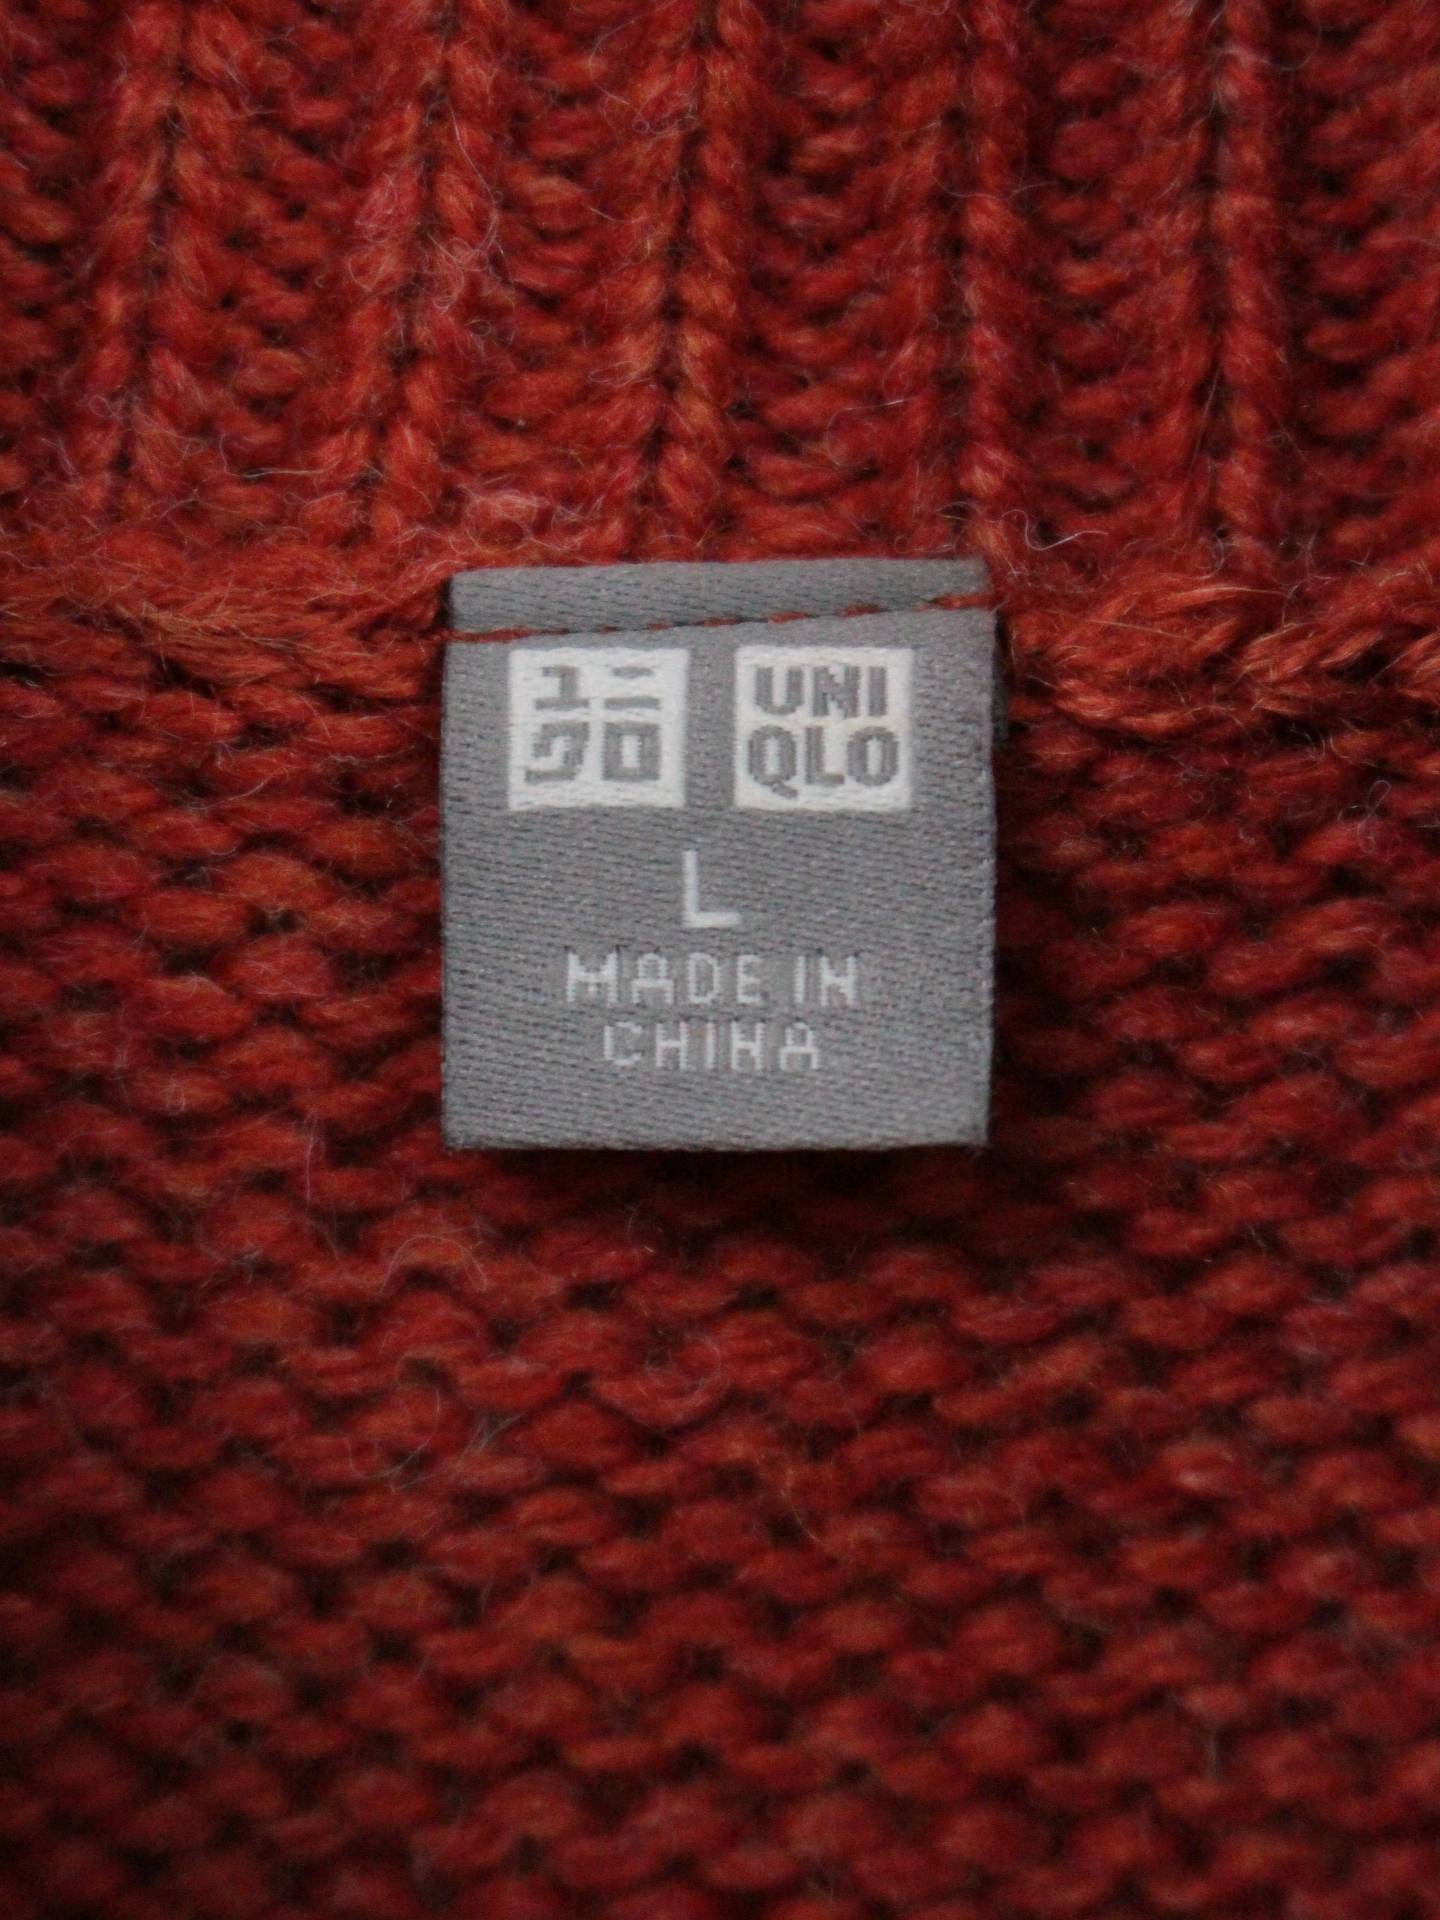 ユニ
クロ
UNI
QLO
L
MADE IN
CHINA